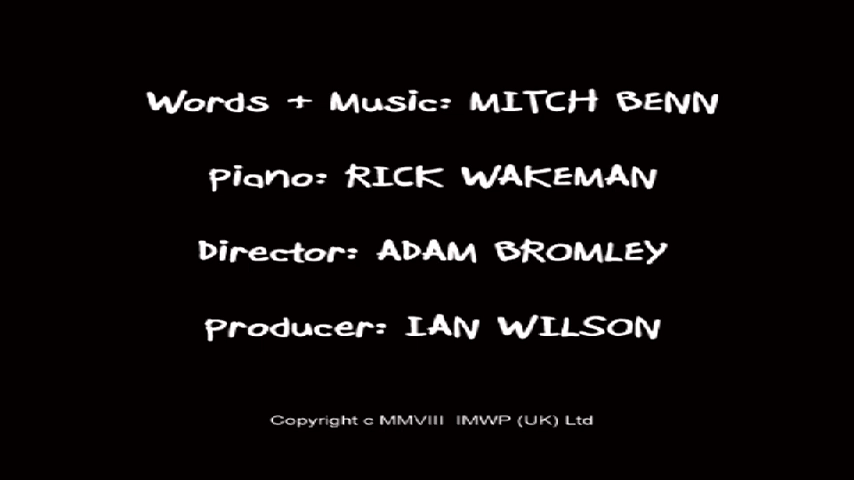 Words + Music: MITCH BENN
Piano: RICK WAKEMAN
Director: ADAM BROMLEY
Producer: IAN WILSON
Copyright c MMVIII IMWP (UK) Ltd